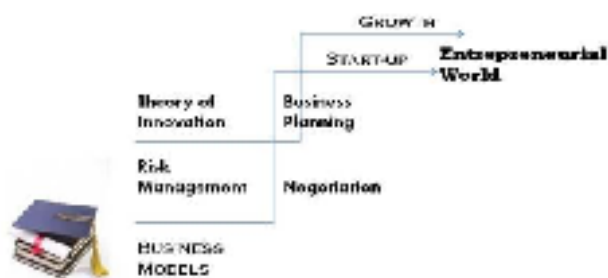 GROWTH
START-UP
Entrepreneurial
World
Theory of
Innovation
Business
Planning
Risk
Management
Negotiation
BUSINESS
MODELS